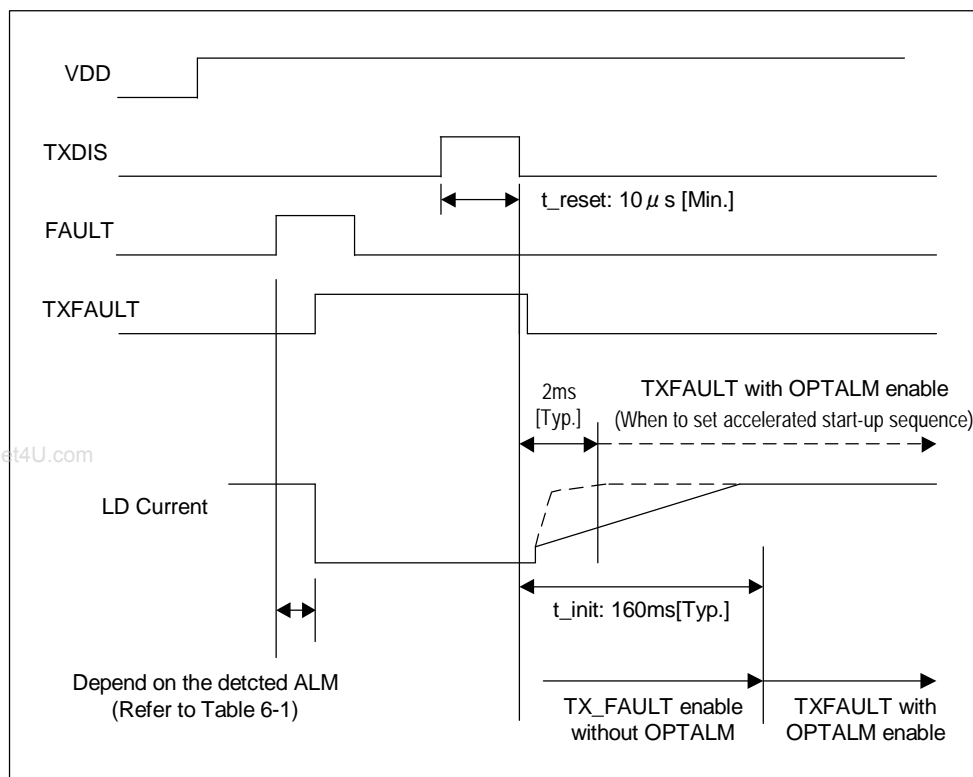 VDD
TXDIS
t_reset: 10 μ s [Min.]
FAULT
TXFAULT
2ms
[Typ.]
TXFAULT with OPTALM enable
(When to set accelerated start-up sequence)
et4U.com
LD Current
t_init: 160ms[Typ.]
Depend on the detcted ALM
(Refer to Table 6-1)
TX_FAULT enable
without OPTALM
TXFAULT with
OPTALM enable